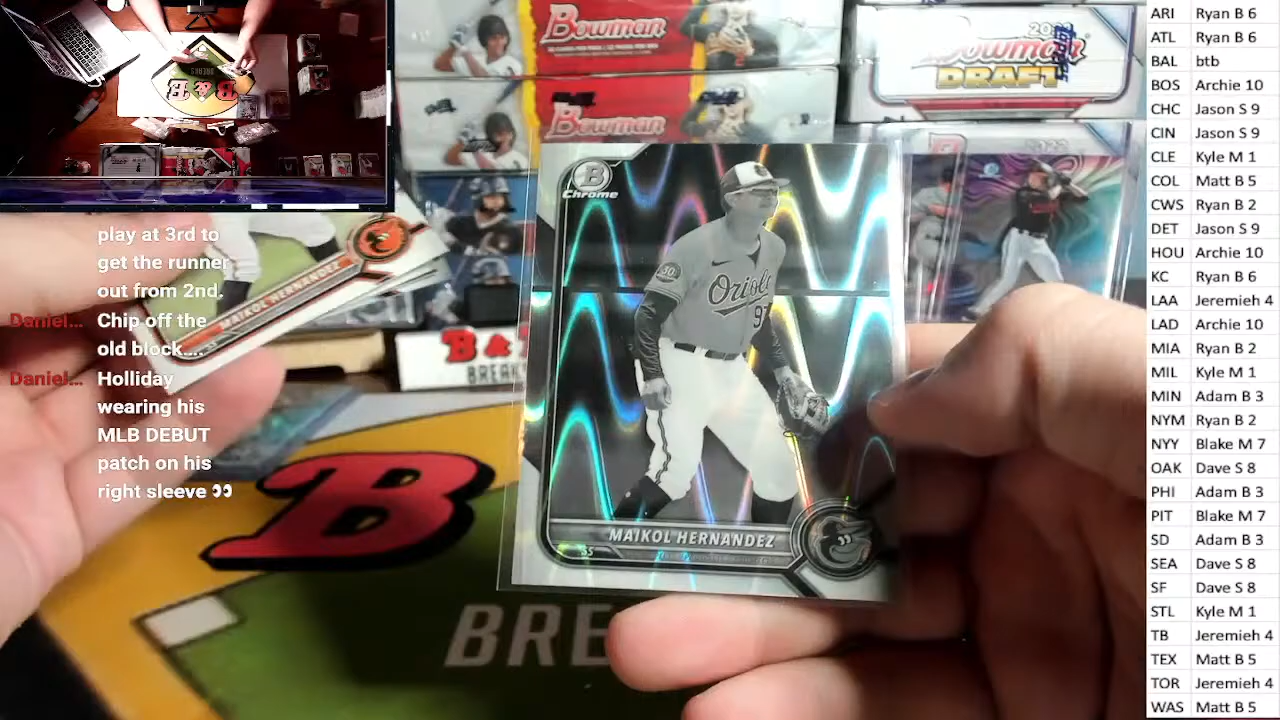 Bowman
2022
Bowman
DRAFT
Bowman
B
Chrome
Orioles
MAIKOL HERNANDEZ
SS
MAIKOL HERNANDEZ
play at 3rd to
get the runner
out from 2nd.
Daniel... Chip off the
old block....
Daniel... Holliday
wearing his
MLB DEBUT
patch on his
right sleeve 👀
B & B
BREAKS
B
BRE
ARI Ryan B 6
ATL Ryan B 6
BAL btb
BOS Archie 10
CHC Jason S 9
CIN Jason S 9
CLE Kyle M 1
COL Matt B 5
CWS Ryan B 2
DET Jason S 9
HOU Archie 10
KC Ryan B 6
LAA Jeremieh 4
LAD Archie 10
MIA Ryan B 2
MIL Kyle M 1
MIN Adam B 3
NYM Ryan B 2
NYY Blake M 7
OAK Dave S 8
PHI Adam B 3
PIT Blake M 7
SD Adam B 3
SEA Dave S 8
SF Dave S 8
STL Kyle M 1
TB Jeremieh 4
TEX Matt B 5
TOR Jeremieh 4
WAS Matt B 5